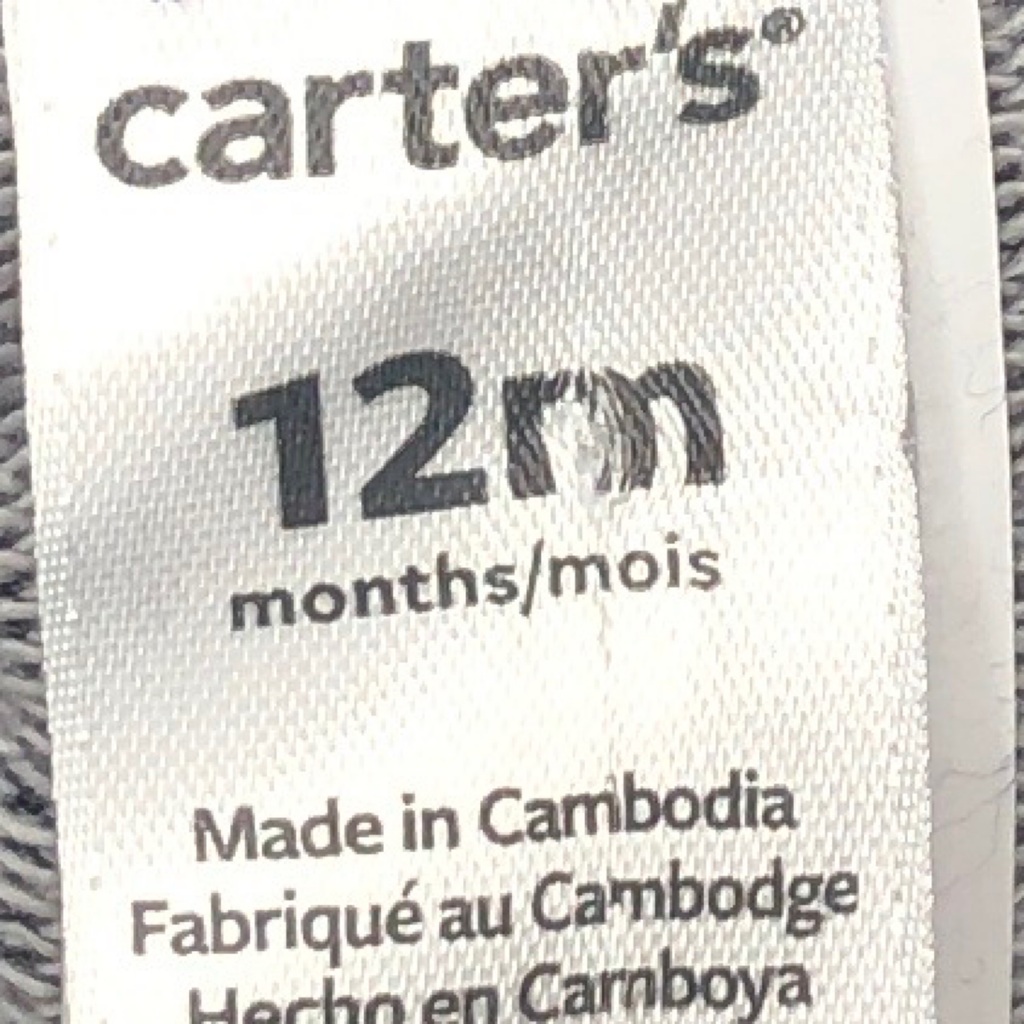 carter's®
12m
months/mois
Made in Cambodia
Fabriqué au Cambodge
Hecho en Camboya